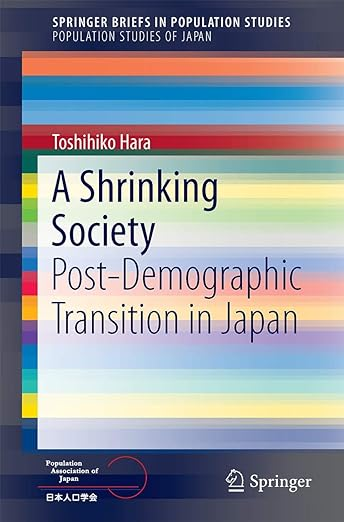 SPRINGER BRIEFS IN POPULATION STUDIES
POPULATION STUDIES OF JAPAN
Toshihiko Hara
A Shrinking
Society
Post-Demographic
Transition in Japan
Population
Association of
Japan
日本人口学会
Springer